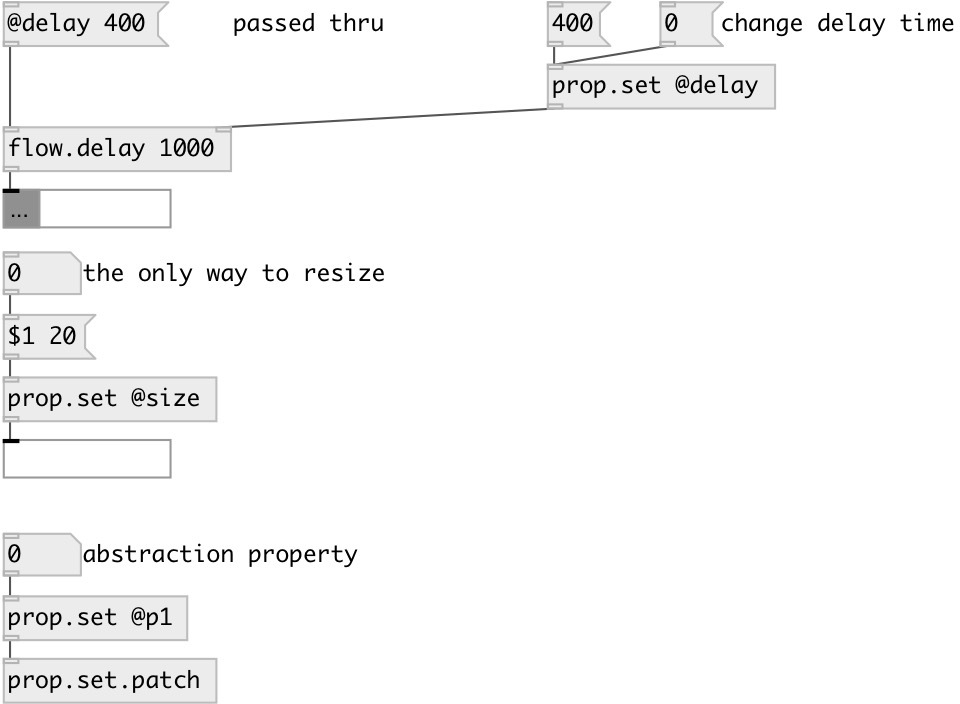 @delay 400 passed thru 400 0 change delay time
prop.set @delay
flow.delay 1000
...
0 the only way to resize
$1 20
prop.set @size
0 abstraction property
prop.set @p1
prop.set.patch